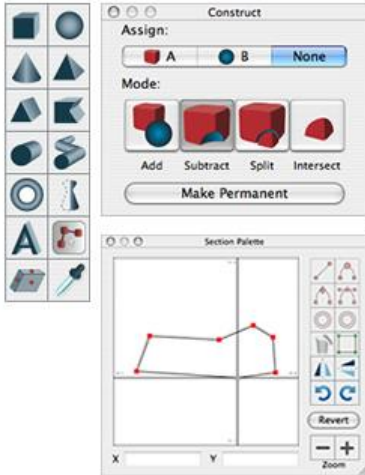 Construct
Assign:
A B None
Mode:
Add Subtract Split Intersect
Make Permanent
A
Section Palette
Revert
X Y
Zoom